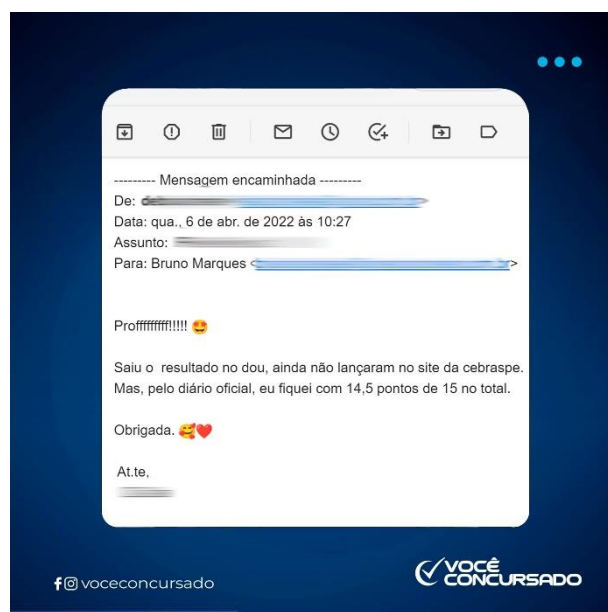 --------- Mensagem encaminhada ---------
De:
Data: qua., 6 de abr. de 2022 às 10:27
Assunto:
Para: Bruno Marques < >
Proffffffff!!!!! 🤩
Saiu o  resultado no dou, ainda não lançaram no site da cebraspe.
Mas, pelo diário oficial, eu fiquei com 14,5 pontos de 15 no total.
Obrigada. 🥰❤️
At.te,
voceconcursado
VOCÊ
CONCURSADO